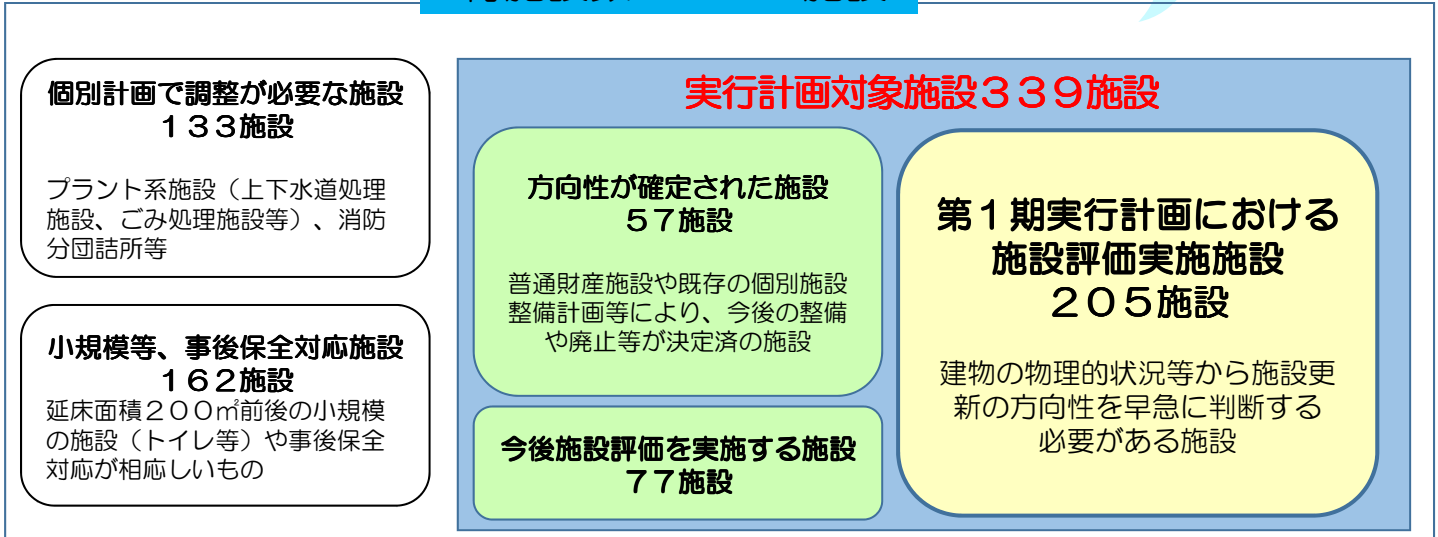 個別計画で調整が必要な施設
１３３施設
プラント系施設（上下水道処理
施設、ごみ処理施設等）、消防
分団詰所等
小規模等、事後保全対応施設
１６２施設
延床面積２００㎡前後の小規模
の施設（トイレ等）や事後保全
対応が相応しいもの
実行計画対象施設３３９施設
方向性が確定された施設
５７施設
普通財産施設や既存の個別施設
整備計画等により、今後の整備
や廃止等が決定済の施設
今後施設評価を実施する施設
７７施設
第１期実行計画における
施設評価実施施設
２０５施設
建物の物理的状況等から施設更
新の方向性を早急に判断する
必要がある施設